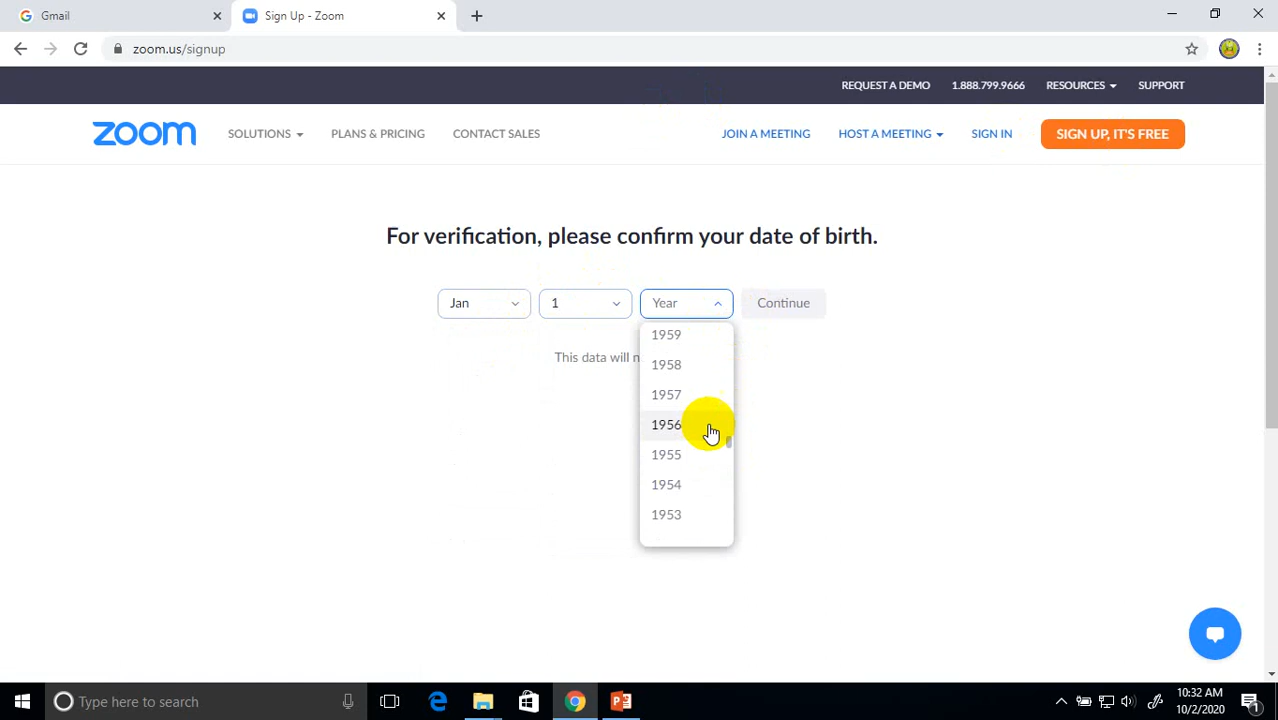 Gmail
Sign Up - Zoom
zoom.us/signup
REQUEST A DEMO 1.888.799.9666 RESOURCES SUPPORT
zoom SOLUTIONS PLANS & PRICING CONTACT SALES JOIN A MEETING HOST A MEETING SIGN IN SIGN UP, IT'S FREE
For verification, please confirm your date of birth.
Jan 1 Year Continue
1959
This data will n
1958
1957
1956
1955
1954
1953
Type here to search
10:32 AM
10/2/2020
1